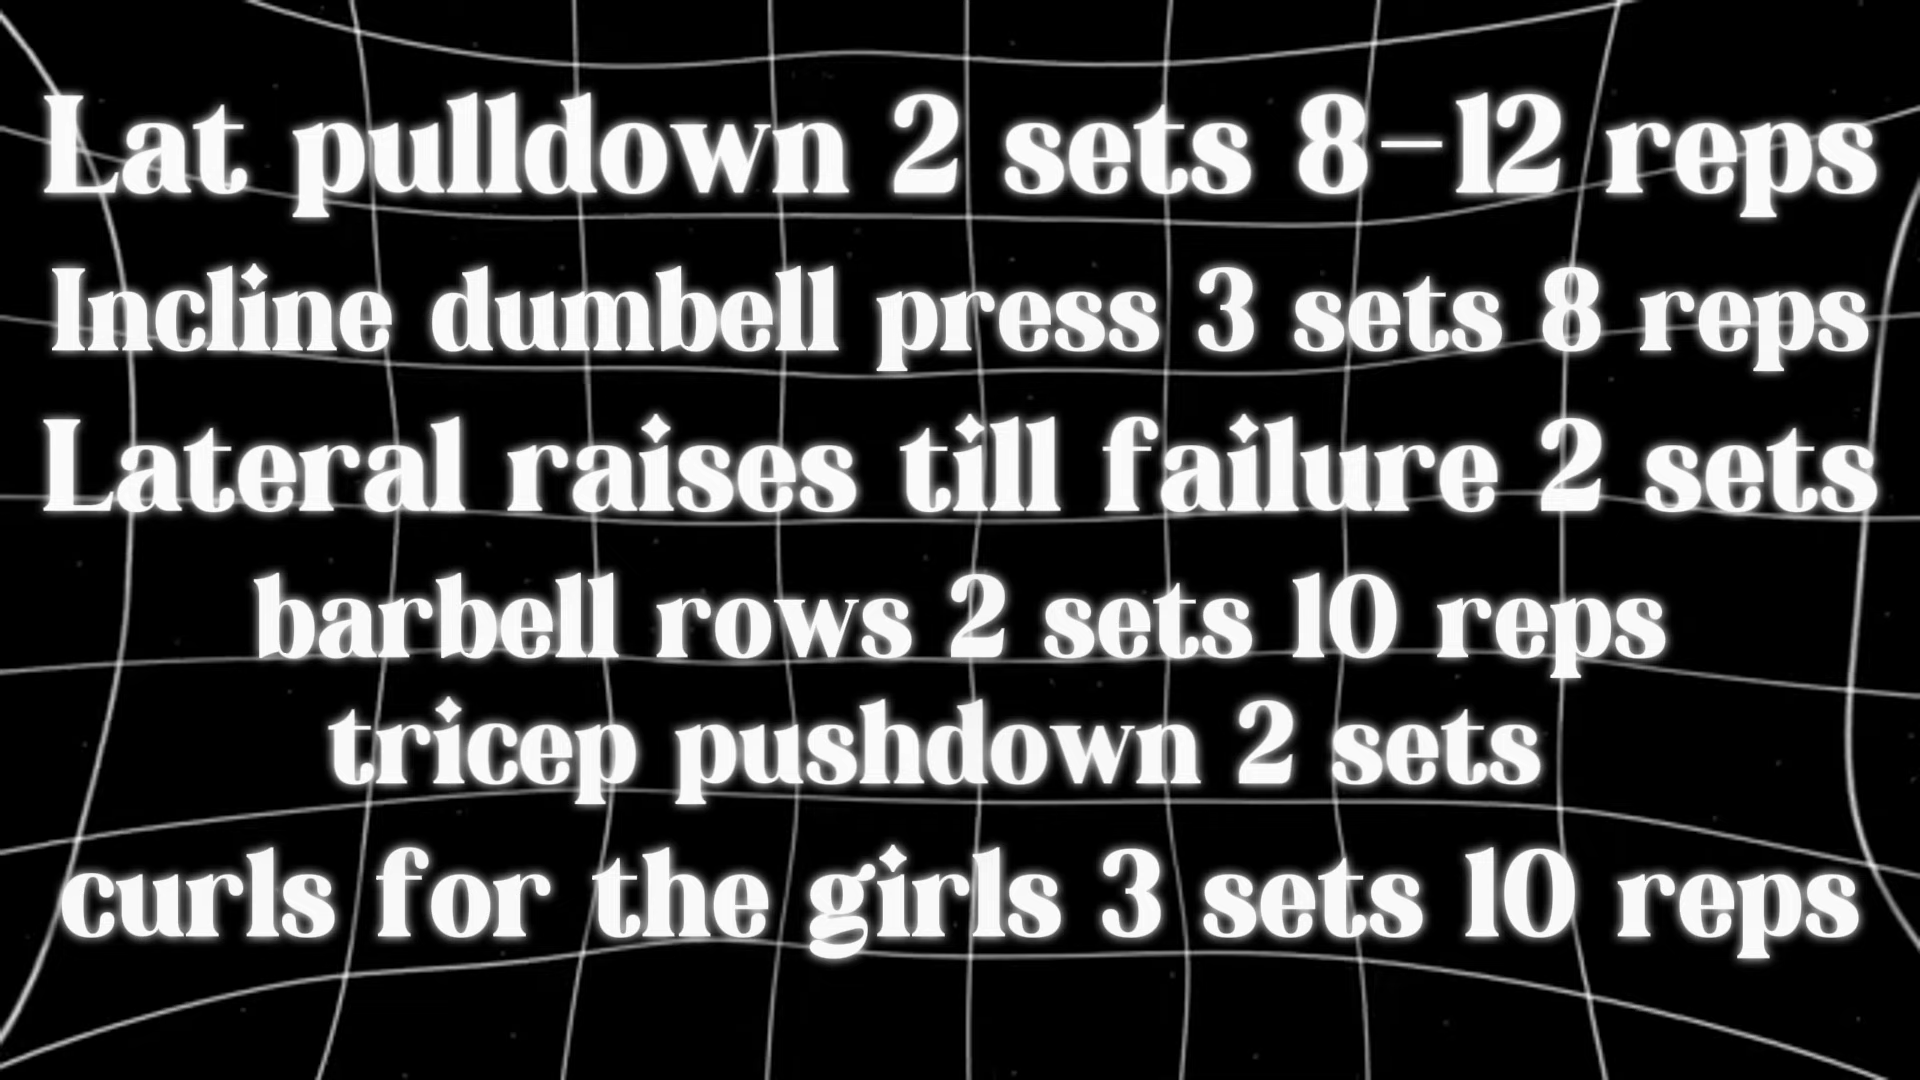 Lat pulldown 2 sets 8-12 reps
Incline dumbell press 3 sets 8 reps
Lateral raises till failure 2 sets
barbell rows 2 sets 10 reps
tricep pushdown 2 sets
curls for the girls 3 sets 10 reps